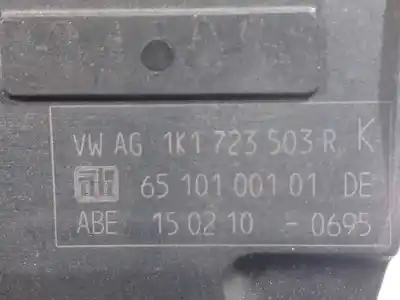 VW AG 1K1 723 503 R K
65 101 001 01 DE
ABE 15 02 10 - 0695